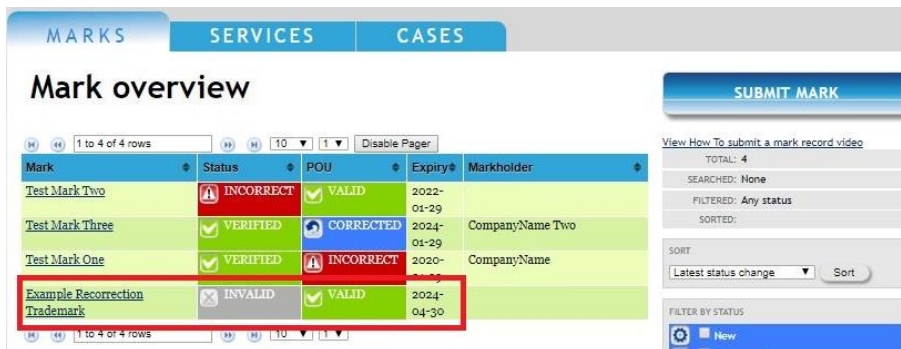 MARKS SERVICES CASES
Mark overview
SUBMIT MARK
1 to 4 of 4 rows 10 1 Disable Pager
View How To submit a mark record video
TOTAL: 4
SEARCHED: None
FILTERED: Any status
SORTED:
Mark Status POU Expiry Markholder
Test Mark Two INCORRECT VALID 2022-
01-29
Test Mark Three VERIFIED CORRECTED 2024- CompanyName Two
01-29
Test Mark One VERIFIED INCORRECT 2020- CompanyName
SORT
Latest status change Sort
Example Recorrection INVALID VALID 2024-
Trademark 04-30
FILTER BY STATUS
New
1 to 4 of 4 rows 10 1